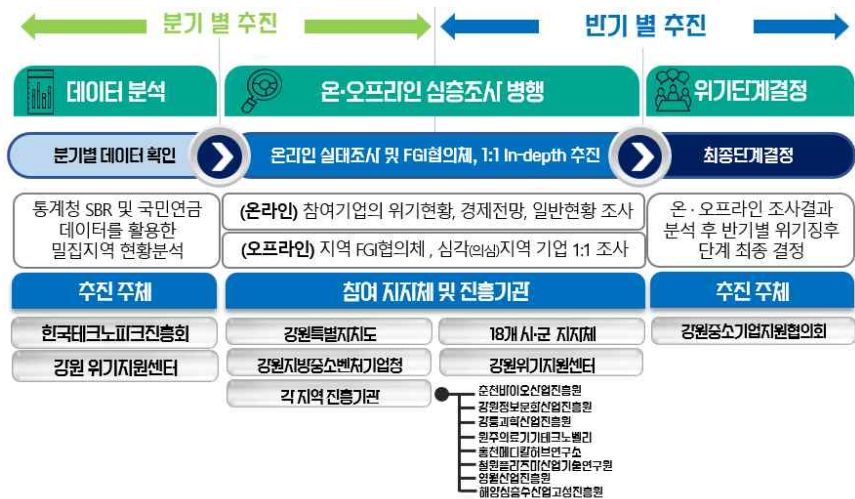 분기 별 추진
반기 별 추진
데이터 분석
온·오프라인 심층조사 병행
위기단계결정
분기별 데이터 확인
온라인 실태조사 및 FGI협의체, 1:1 In-depth 추진
최종단계결정
통계청 SBR 및 국민연금
데이터를 활용한
밀집지역 현황분석
(온라인) 참여기업의 위기현황, 경제전망, 일반현황 조사
(오프라인) 지역 FGI협의체 , 심각(의심)지역 기업 1:1 조사
온 · 오프라인 조사결과
분석 후 반기별 위기징후
단계 최종 결정
추진 주체
참여 지자체 및 진흥기관
추진 주체
한국테크노파크진흥회
강원 위기지원센터
강원특별자치도
18개 시·군 지자체
강원지방중소벤처기업청
강원위기지원센터
각 지역 진흥기관
강원중소기업지원협의회
춘천바이오산업진흥원
강원정보문화산업진흥원
강릉과학산업진흥원
원주의료기기테크노밸리
홍천메디칼허브연구소
철원플라즈마산업기술연구원
영월산업진흥원
해양심층수산업고성진흥원